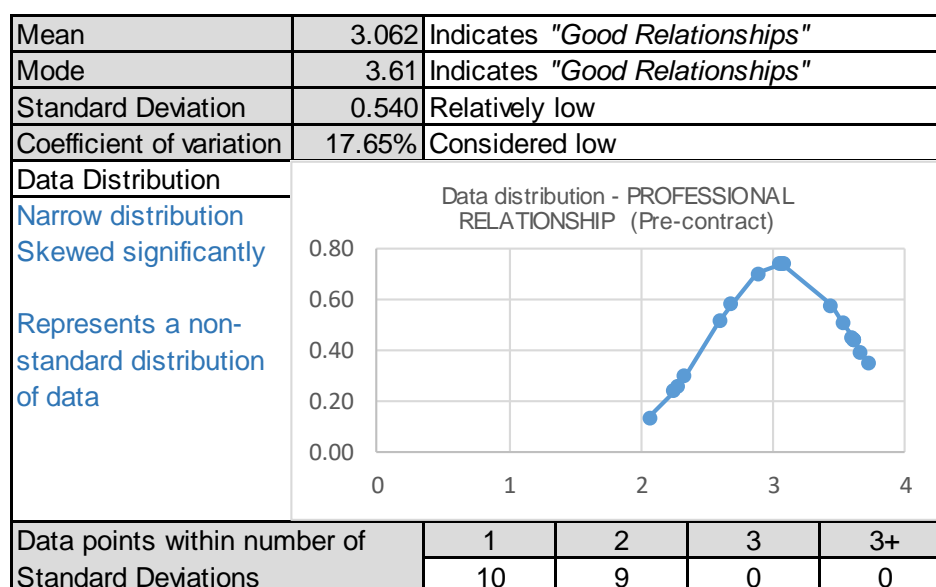 Mean 3.062 Indicates "Good Relationships"
Mode 3.61 Indicates "Good Relationships"
Standard Deviation 0.540 Relatively low
Coefficient of variation 17.65% Considered low
Data Distribution
Narrow distribution
Skewed significantly
Represents a non-
standard distribution
of data
Data distribution - PROFESSIONAL
RELATIONSHIP (Pre-contract)
0.80
0.60
0.40
0.20
0.00
0 1 2 3 4
Data points within number of 1 2 3 3+
Standard Deviations 10 9 0 0